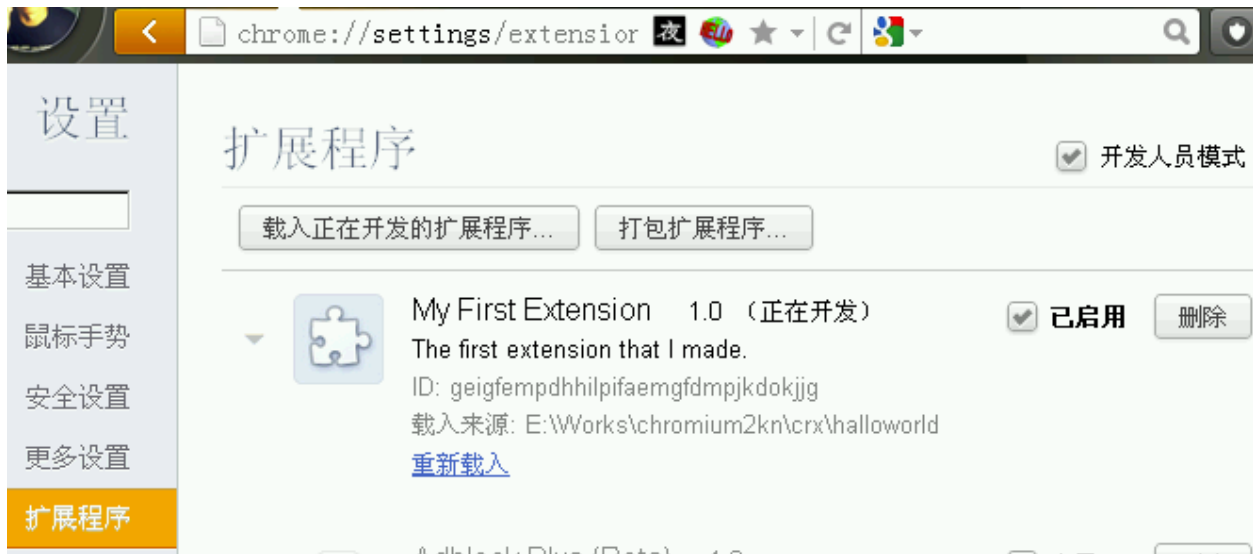 chrome://settings/extension
夜
设置
扩展程序
开发人员模式
载入正在开发的扩展程序...
打包扩展程序...
基本设置
My First Extension 1.0 (正在开发)
已启用
删除
鼠标手势
The first extension that I made.
ID: geigfempdhhilpifaemgfdmpjkdokjjg
安全设置
载入来源: E:\Works\chromium2kn\crx\halloworld
更多设置
重新载入
扩展程序